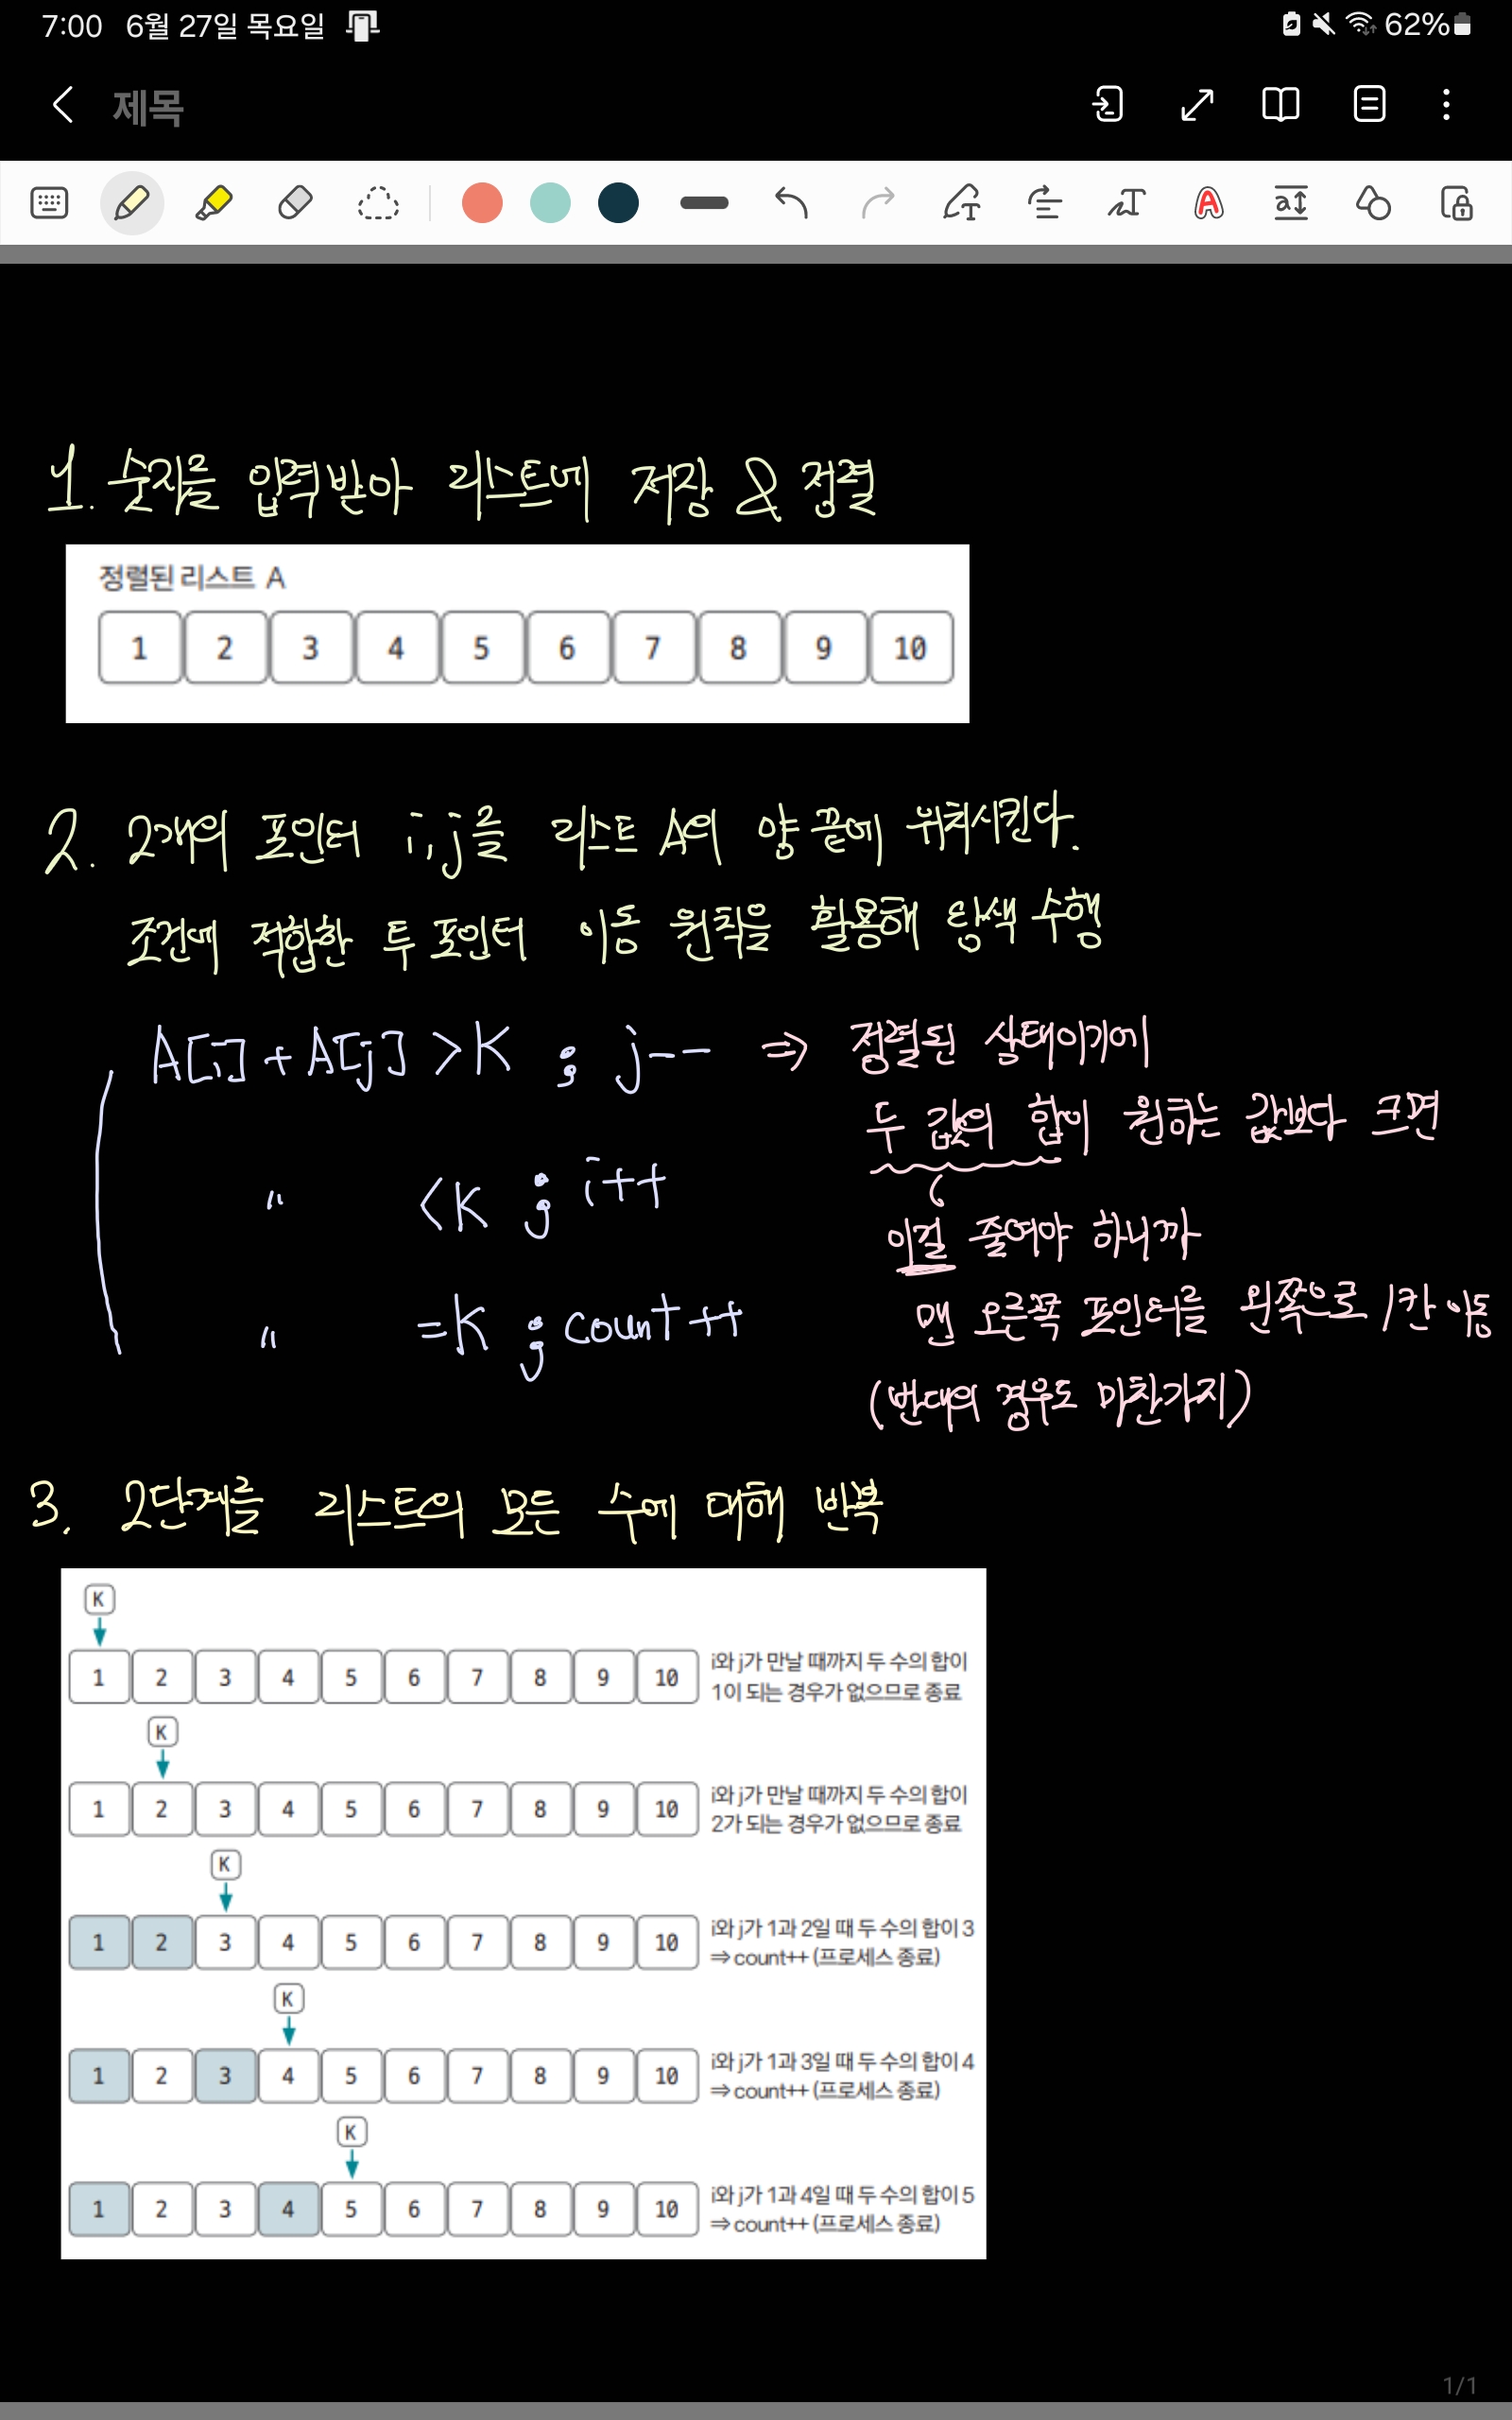 7:00 6월 27일 목요일
62%
제목
1. 숫자를 입력받아 리스트에 저장 & 정렬
정렬된 리스트 A
1 2 3 4 5 6 7 8 9 10
2. 2개의 포인터 i, j를 리스트 A의 양 끝에 위치시킨다.
조건에 적합한 투 포인터 이동 원칙을 활용해 탐색 수행
A[i] + A[j] > K ; j-- ⇒ 정렬된 상태이기에
두 값의 합이 원하는 값보다 크면
" < K ; i++
이걸 줄여야 하니까
" = K ; count++
맨 오른쪽 포인터를 왼쪽으로 1칸 이동
(반대의 경우도 마찬가지)
3. 2단계를 리스트의 모든 수에 대해 반복
K
1 2 3 4 5 6 7 8 9 10
i와 j가 만날 때까지 두 수의 합이
1이 되는 경우가 없으므로 종료
K
1 2 3 4 5 6 7 8 9 10
i와 j가 만날 때까지 두 수의 합이
2가 되는 경우가 없으므로 종료
K
1 2 3 4 5 6 7 8 9 10
i와 j가 1과 2일 때 두 수의 합이 3
⇒ count++ (프로세스 종료)
K
1 2 3 4 5 6 7 8 9 10
i와 j가 1과 3일 때 두 수의 합이 4
⇒ count++ (프로세스 종료)
K
1 2 3 4 5 6 7 8 9 10
i와 j가 1과 4일 때 두 수의 합이 5
⇒ count++ (프로세스 종료)
1/1